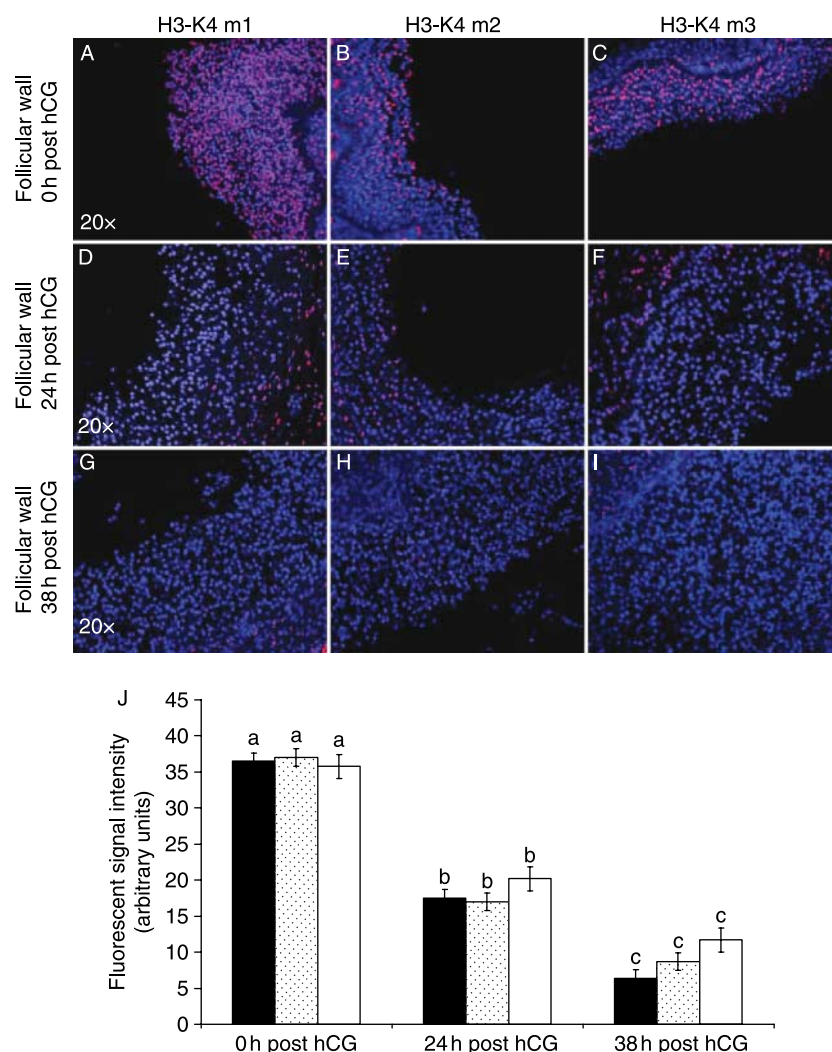 H3-K4 m1 H3-K4 m2 H3-K4 m3
Follicular wall
0 h post hCG
A B C
20×
Follicular wall
24 h post hCG
D E F
20×
Follicular wall
38 h post hCG
G H I
20×
J
Fluorescent signal intensity
(arbitrary units)
45
40
35
30
25
20
15
10
5
0
a a a
b b b
c c c
0 h post hCG 24 h post hCG 38 h post hCG